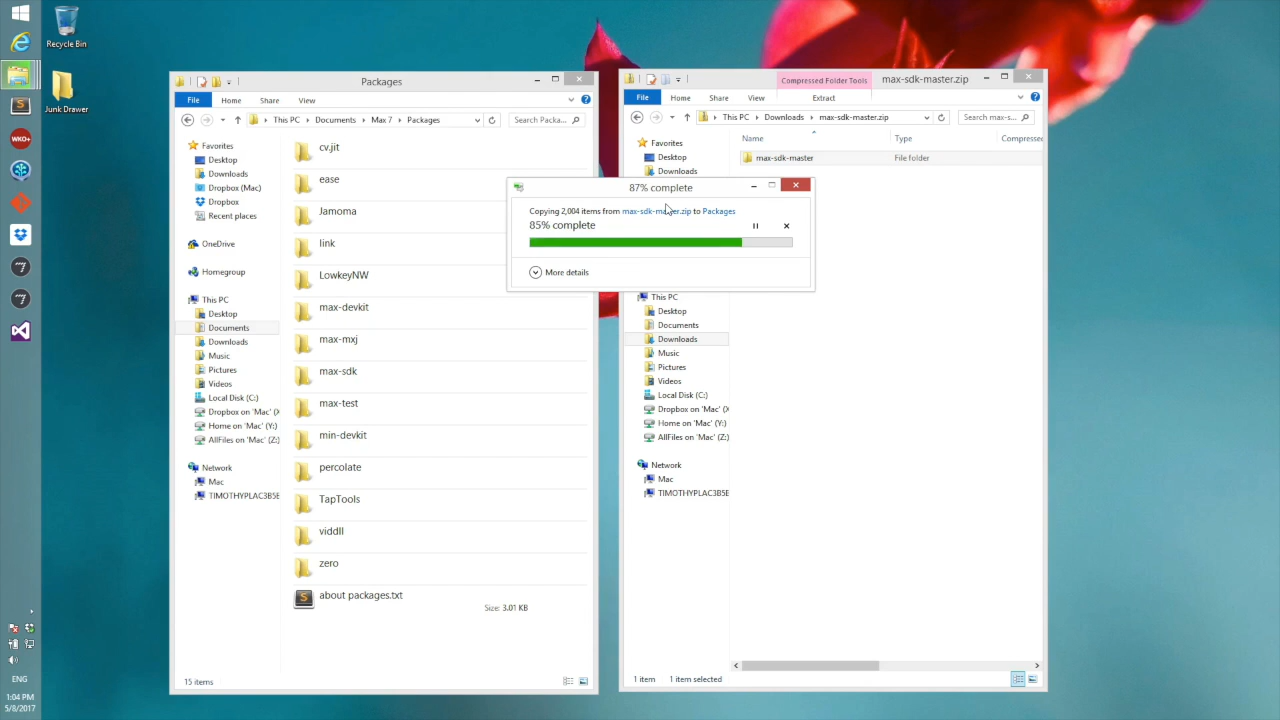 Recycle Bin
Junk Drawer
WKO+
ENG
1:04 PM
5/8/2017
Packages
File Home Share View
This PC Documents Max 7 Packages
Search Packa...
Favorites
Desktop
Downloads
Dropbox (Mac)
Dropbox
Recent places
OneDrive
Homegroup
This PC
Desktop
Documents
Downloads
Music
Pictures
Videos
Local Disk (C:)
Dropbox on 'Mac' (X
Home on 'Mac' (Y:)
AllFiles on 'Mac' (Z:)
Network
Mac
TIMOTHYPLAC3B5E
cv.jit
ease
Jamoma
link
LowkeyNW
max-devkit
max-mxj
max-sdk
max-test
min-devkit
percolate
TapTools
viddll
zero
about packages.txt
Size: 3.01 KB
15 items
Compressed Folder Tools
max-sdk-master.zip
File Home Share View Extract
This PC Downloads max-sdk-master.zip
Search max-s...
Name Type Compressed
max-sdk-master File folder
Favorites
Desktop
Downloads
87% complete
Copying 2,004 items from max-sdk-master.zip to Packages
85% complete
More details
This PC
Desktop
Documents
Downloads
Music
Pictures
Videos
Local Disk (C:)
Dropbox on 'Mac' (X
Home on 'Mac' (Y:)
AllFiles on 'Mac' (Z:)
Network
Mac
TIMOTHYPLAC3B5E
1 item 1 item selected